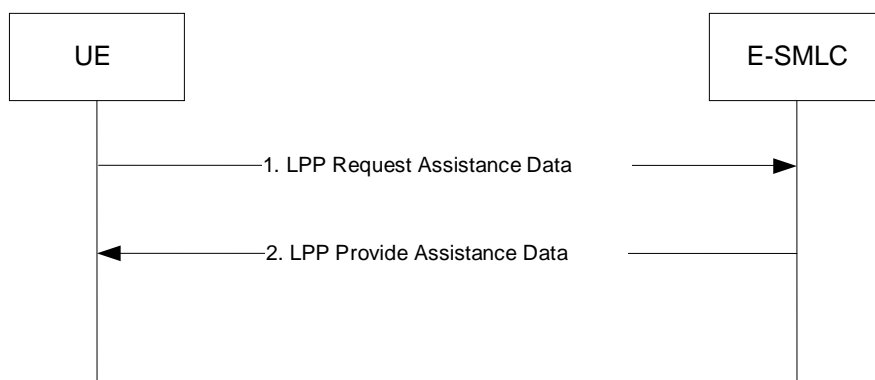 UE
E-SMLC
1. LPP Request Assistance Data
2. LPP Provide Assistance Data